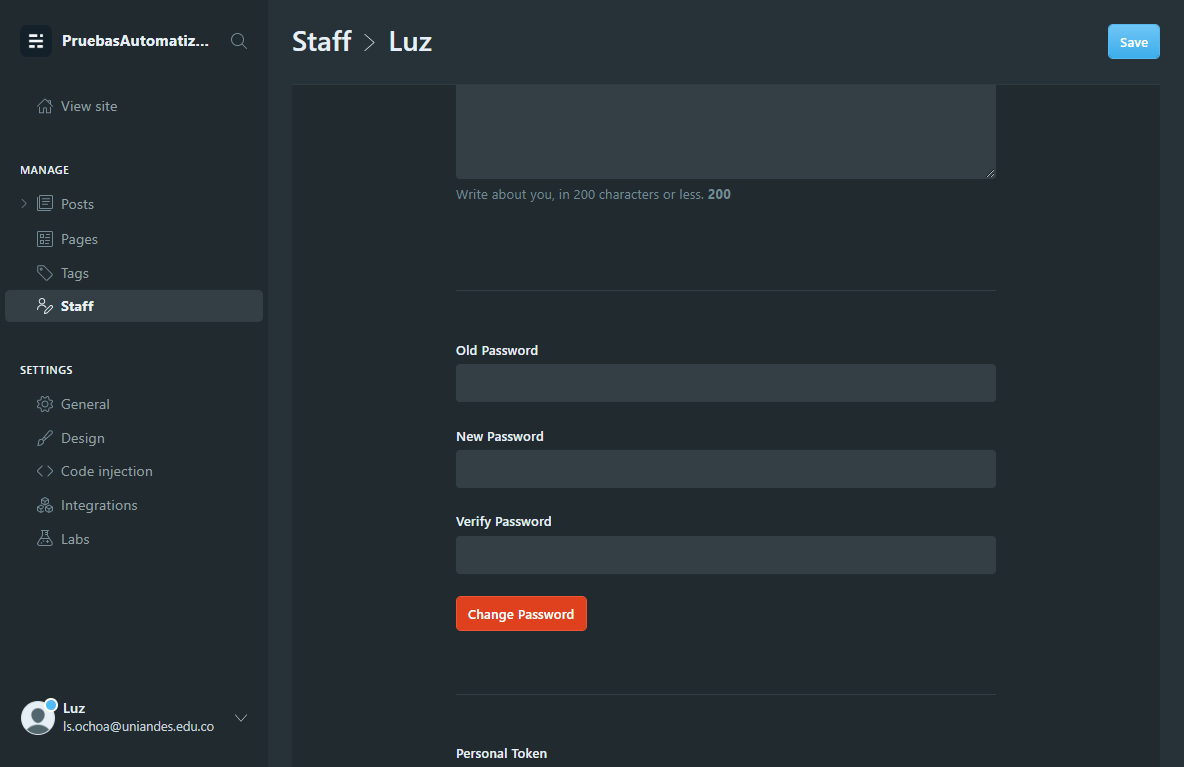 PruebasAutomatiz...
Staff > Luz
Save
View site
MANAGE
Posts
Pages
Tags
Staff
SETTINGS
General
Design
Code injection
Integrations
Labs
Luz
ls.ochoa@uniandes.edu.co
Write about you, in 200 characters or less. 200
Old Password
New Password
Verify Password
Change Password
Personal Token